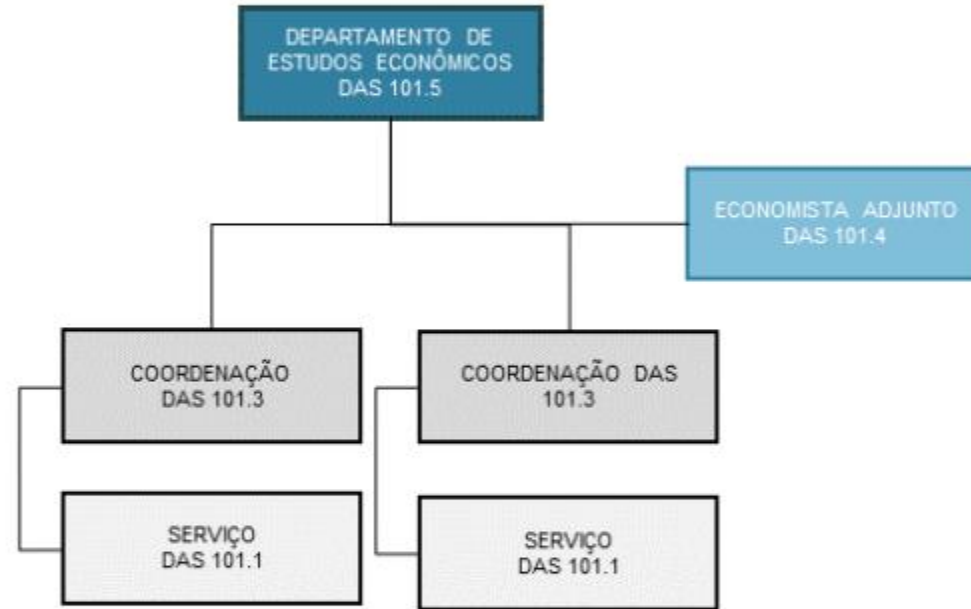 DEPARTAMENTO DE
ESTUDOS ECONÔMICOS
DAS 101.5
ECONOMISTA ADJUNTO
DAS 101.4
COORDENAÇÃO
DAS 101.3
COORDENAÇÃO DAS
101.3
SERVIÇO
DAS 101.1
SERVIÇO
DAS 101.1